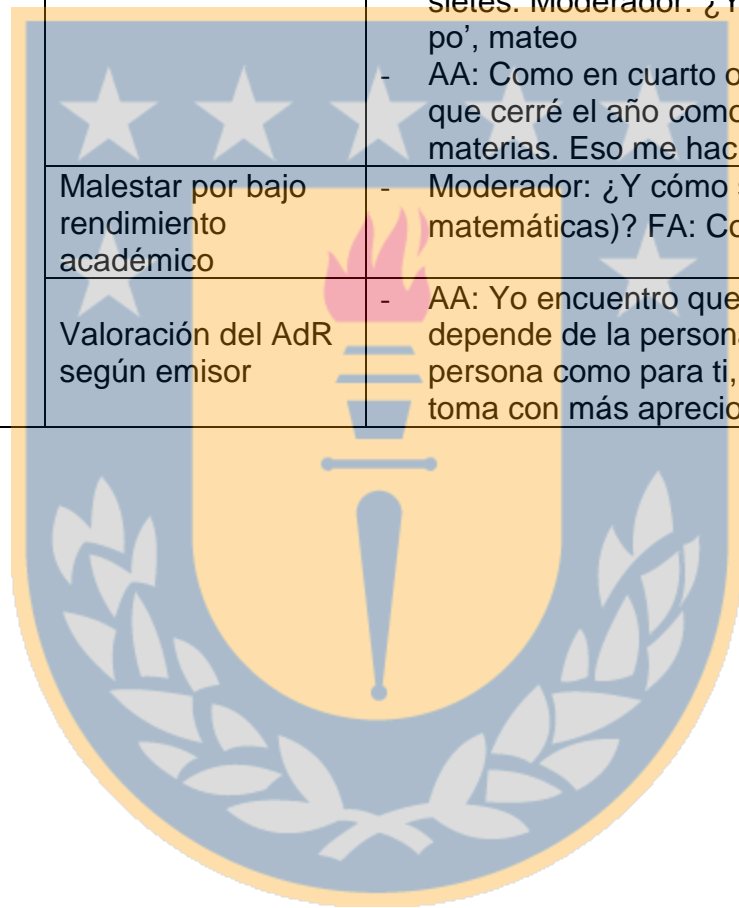 sietes. Moderador: ¿Y
po', mateo
- AA: Como en cuarto o
que cerré el año como
materias. Eso me hac
Malestar por bajo
rendimiento
académico
- Moderador: ¿Y cómo
matemáticas)? FA: Co
Valoración del AdR
según emisor
- AA: Yo encuentro que
depende de la persona
persona como para ti,
toma con más aprecio